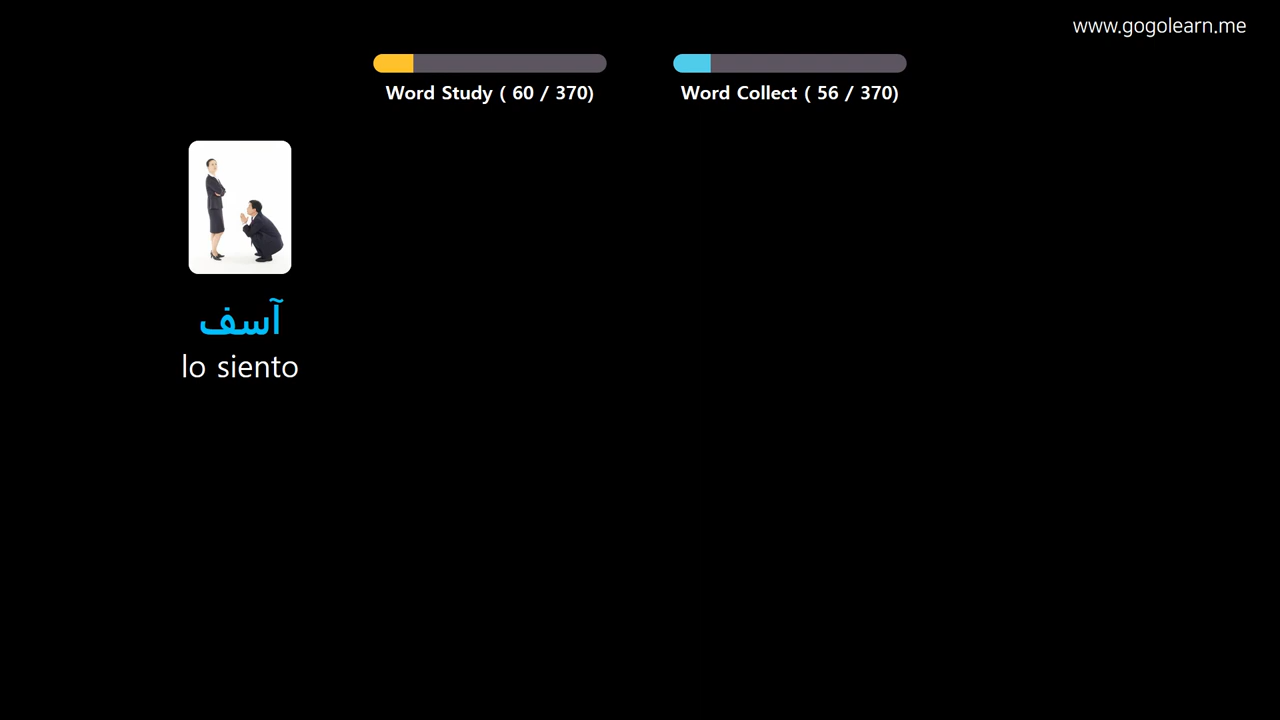 www.gogolearn.me
Word Study ( 60 / 370)
Word Collect ( 56 / 370)
آسف
lo siento